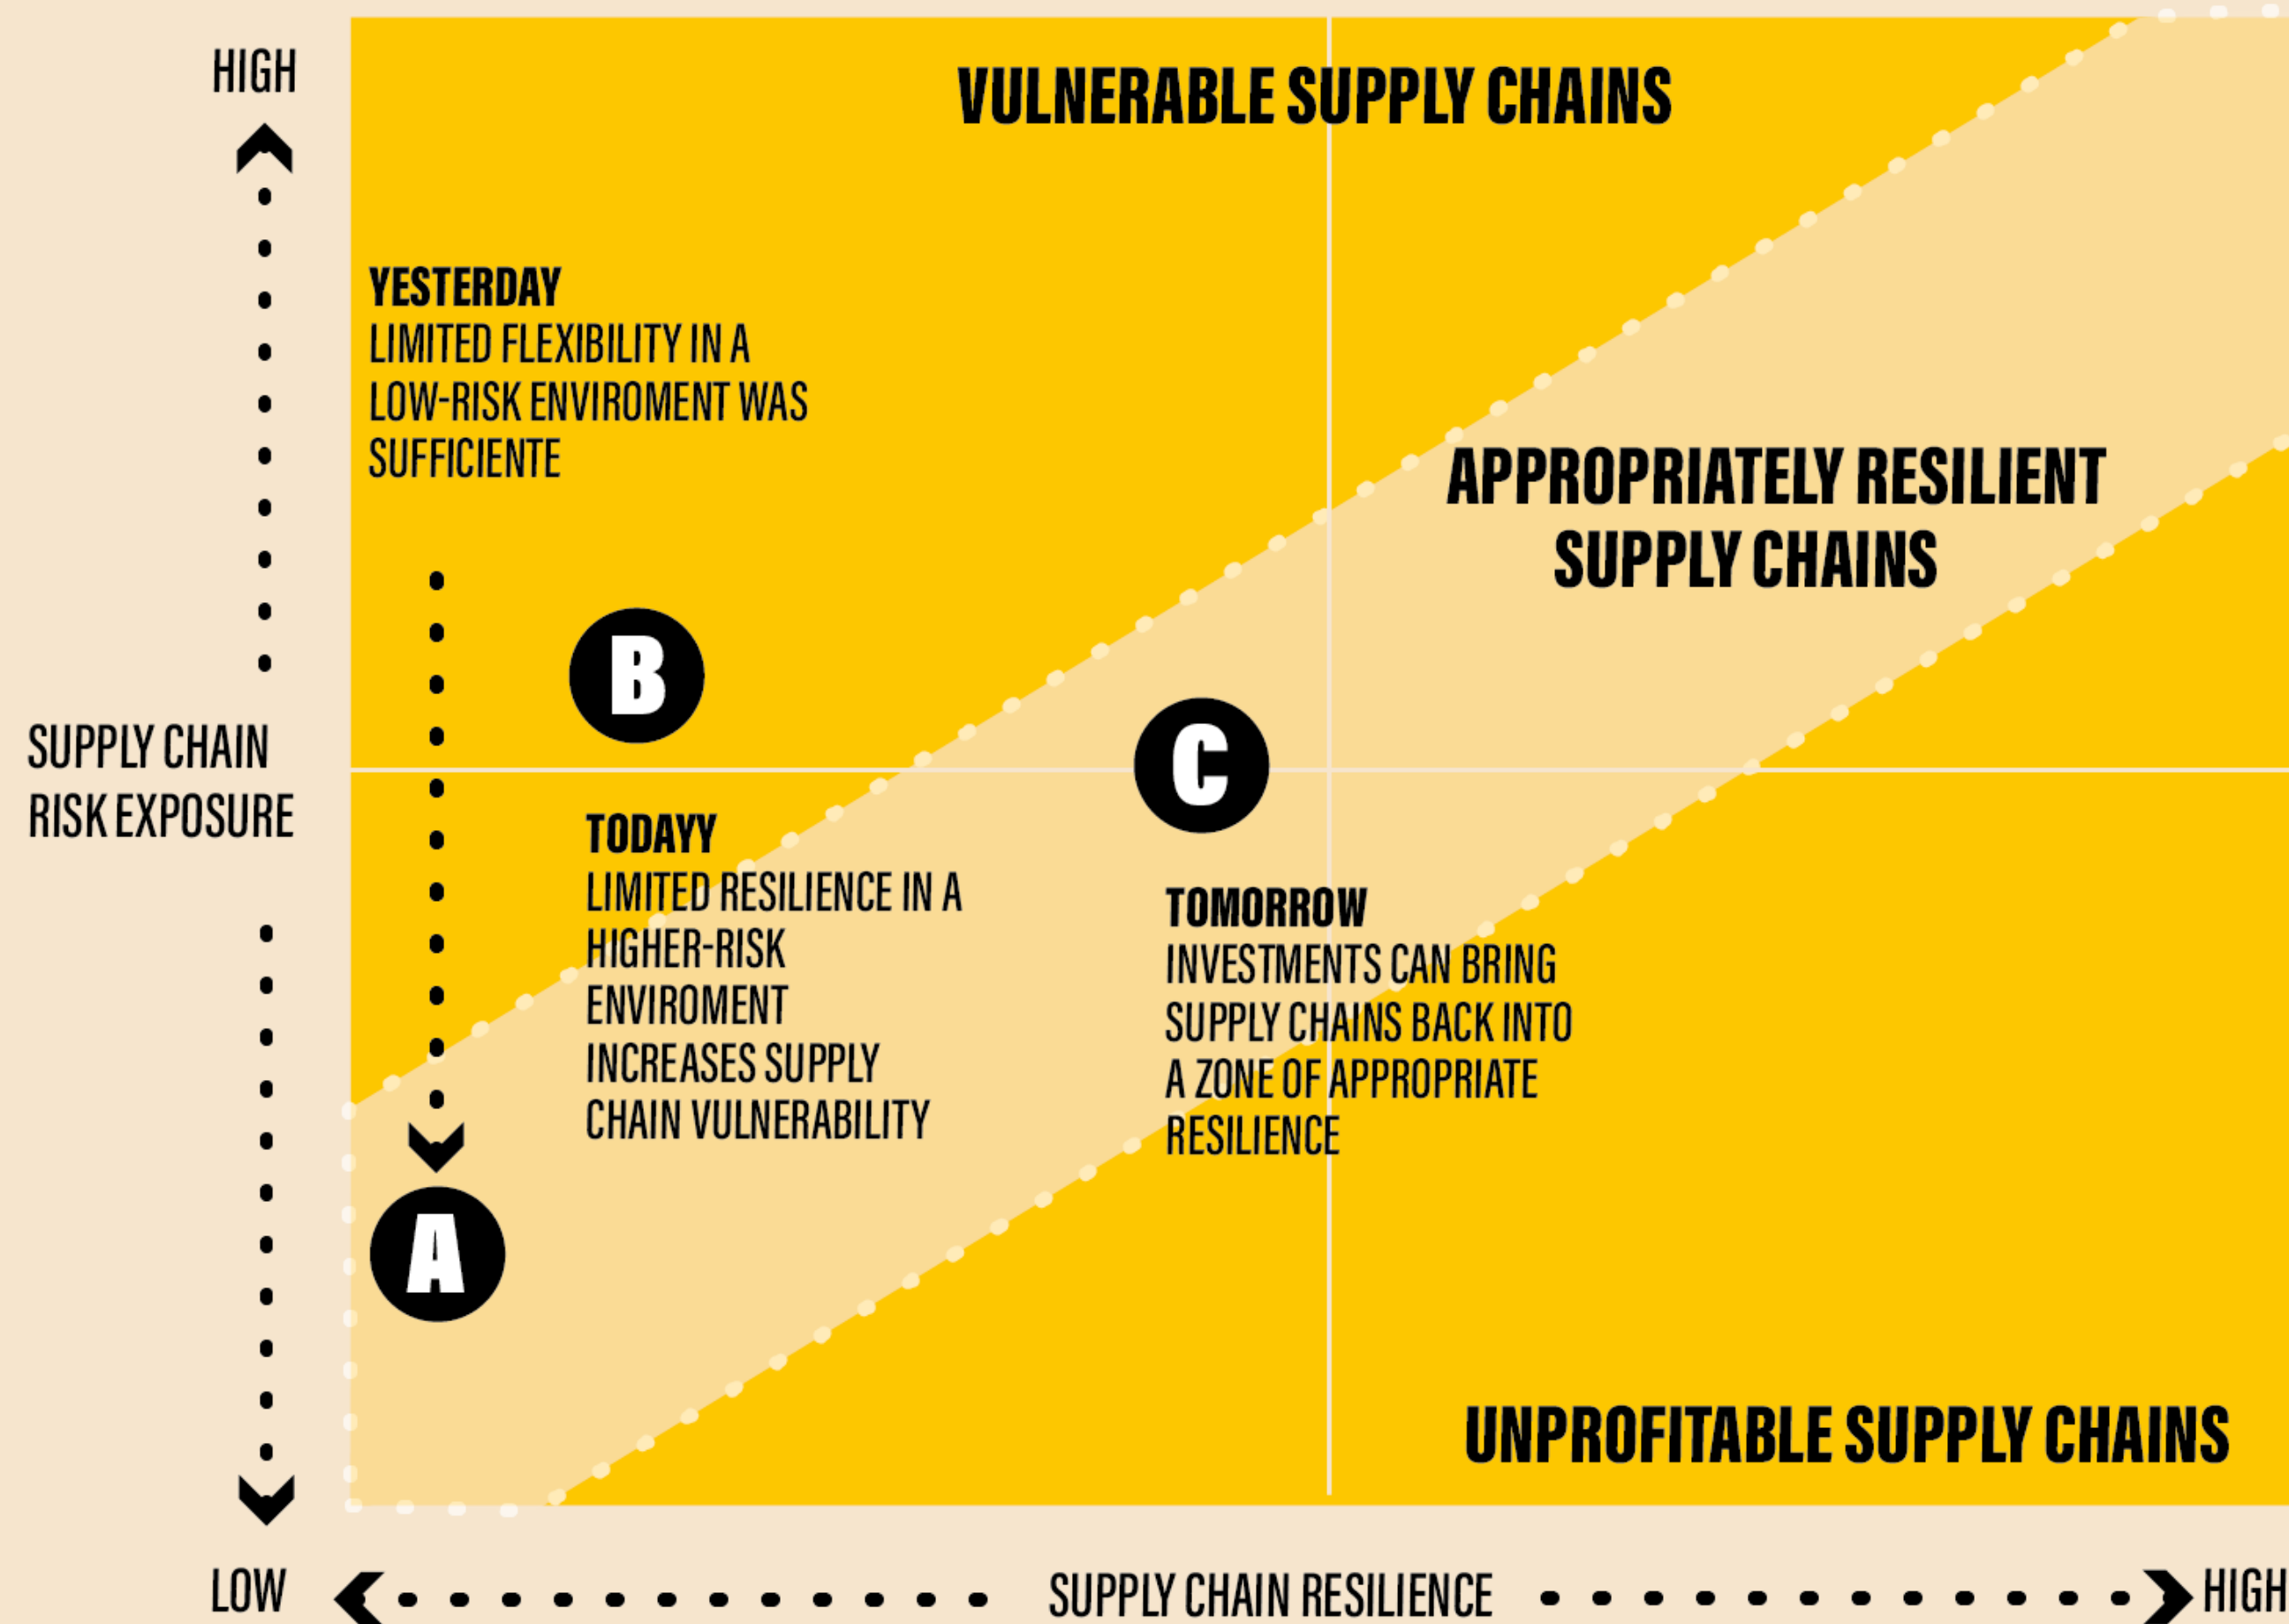 HIGH
VULNERABLE SUPPLY CHAINS
YESTERDAY
LIMITED FLEXIBILITY IN A
LOW-RISK ENVIROMENT WAS
SUFFICIENTE
APPROPRIATELY RESILIENT
SUPPLY CHAINS
B
C
SUPPLY CHAIN
RISK EXPOSURE
TODAYY
LIMITED RESILIENCE IN A
HIGHER-RISK
ENVIROMENT
INCREASES SUPPLY
CHAIN VULNERABILITY
TOMORROW
INVESTMENTS CAN BRING
SUPPLY CHAINS BACK INTO
A ZONE OF APPROPRIATE
RESILIENCE
A
UNPROFITABLE SUPPLY CHAINS
LOW
SUPPLY CHAIN RESILIENCE
HIGH